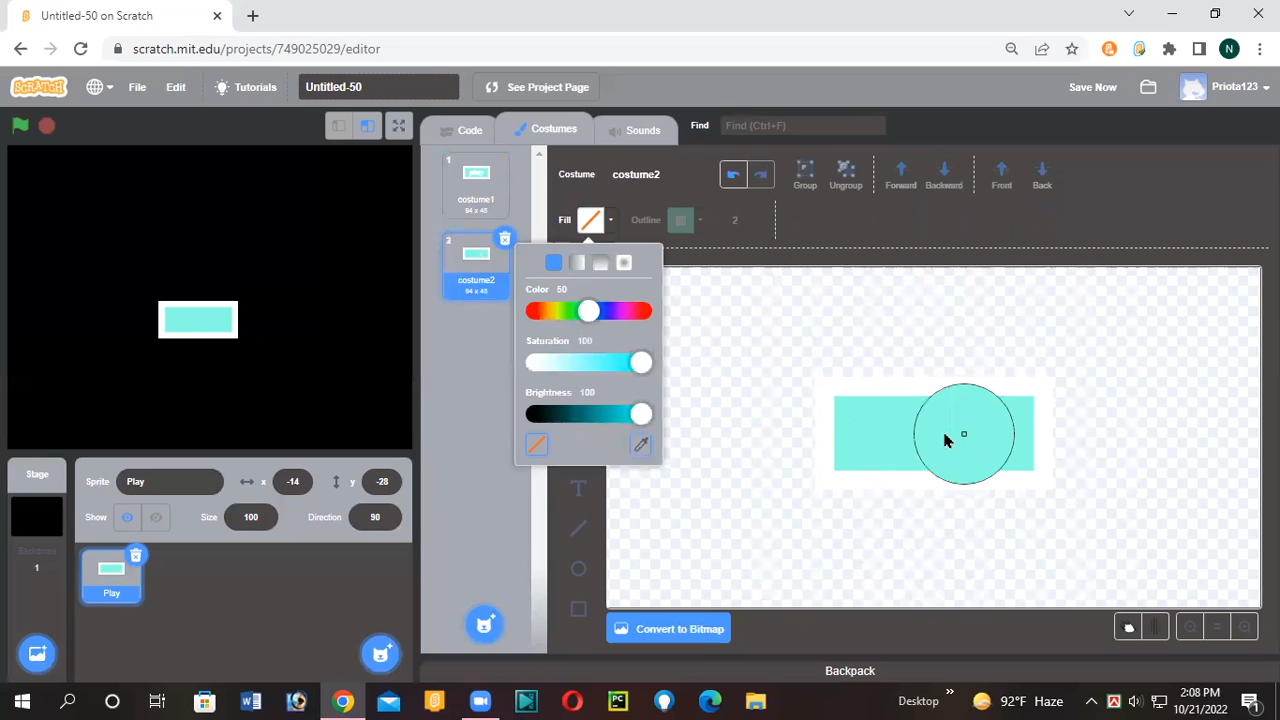 Untitled-50 on Scratch
scratch.mit.edu/projects/749025029/editor
N
SCRATCH
File
Edit
Tutorials
Untitled-50
See Project Page
Save Now
Priota123
Code
Costumes
Sounds
Find
Find (Ctrl+F)
1
costume1
94 x 45
2
costume2
94 x 45
Costume
costume2
Group
Ungroup
Forward
Backward
Front
Back
Fill
Outline
2
Color 50
Saturation 100
Brightness 100
T
Convert to Bitmap
Stage
Backdrops
1
Sprite
Play
x
-14
y
-28
Show
Size
100
Direction
90
Play
Backpack
Desktop
92°F Haze
2:08 PM
10/21/2022
1